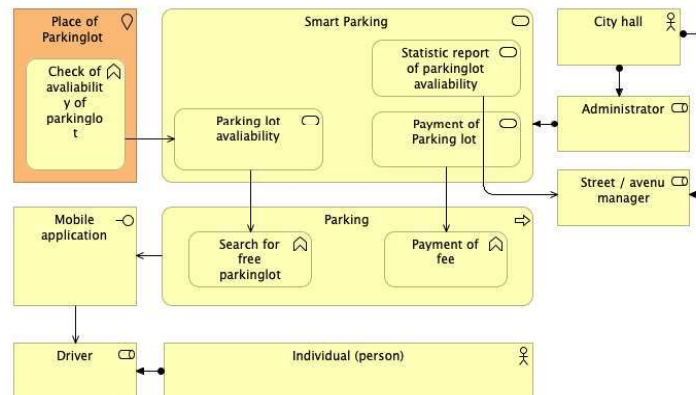 Place of
Parkinglot
Check of
avaliabilit
y of
parkinglo
t
Smart Parking
Statistic report
of parkinglot
avaliability
Parking lot
avaliability
Payment of
Parking lot
City hall
Administrator
Street / avenu
manager
Mobile
application
Parking
Search for
free
parkinglot
Payment of
fee
Driver
Individual (person)